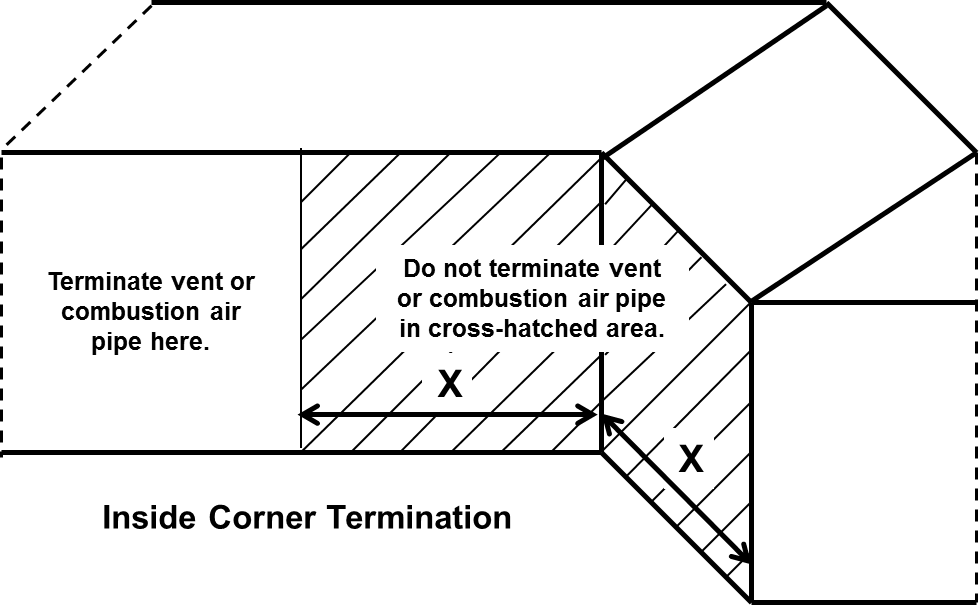 Terminate vent or
combustion air
pipe here.
Do not terminate vent
or combustion air pipe
in cross-hatched area.
X
X
Inside Corner Termination